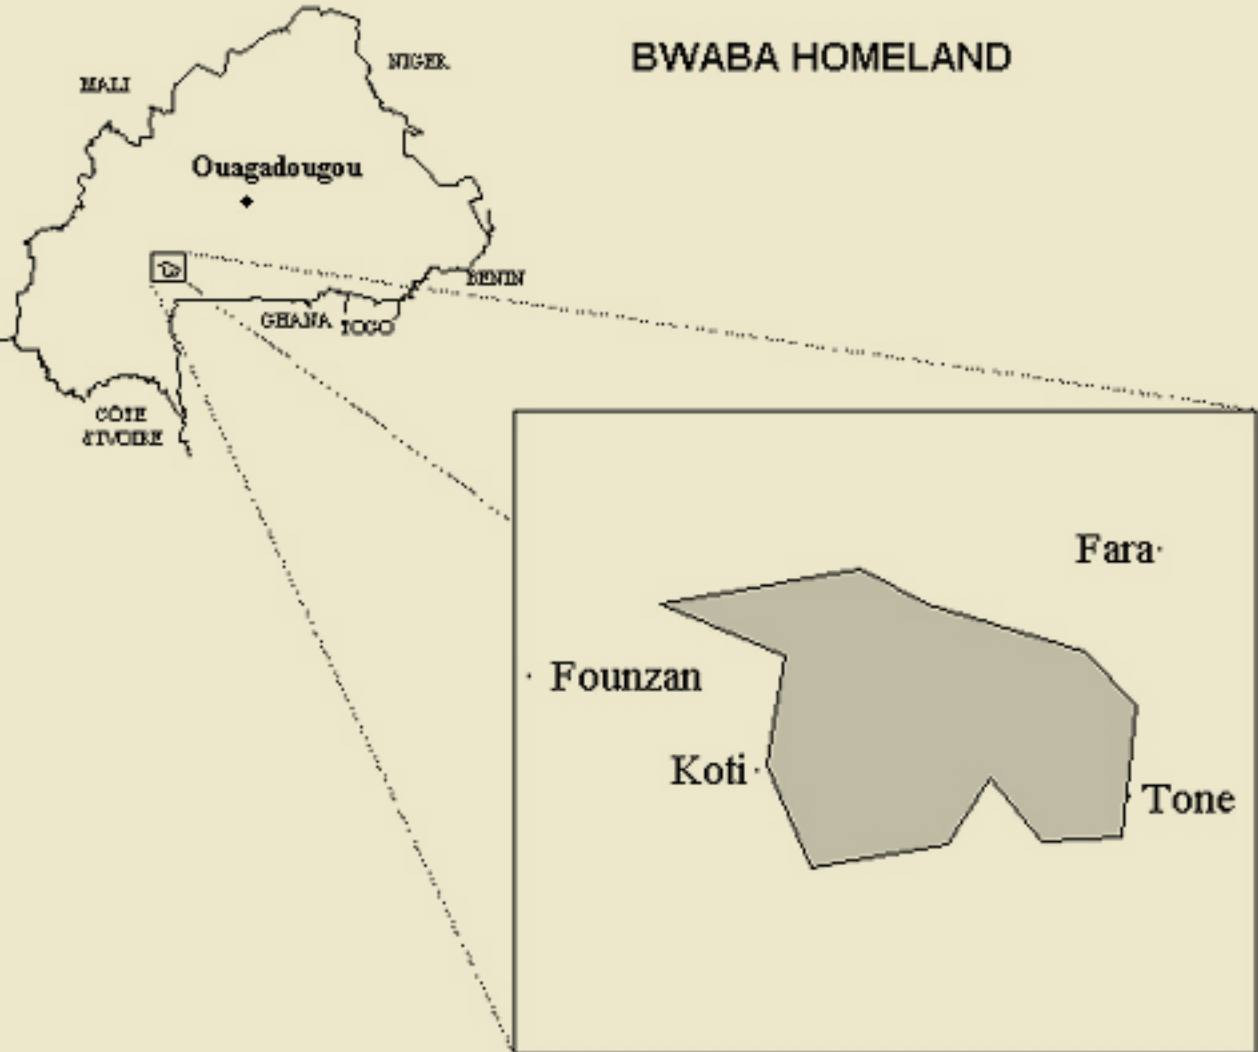 BWABA HOMELAND
NIGER
MALI
Ouagadougou
BENIN
GHANA
TOGO
CÔTE
d'IVOIRE
Fara
Founzan
Koti
Tone